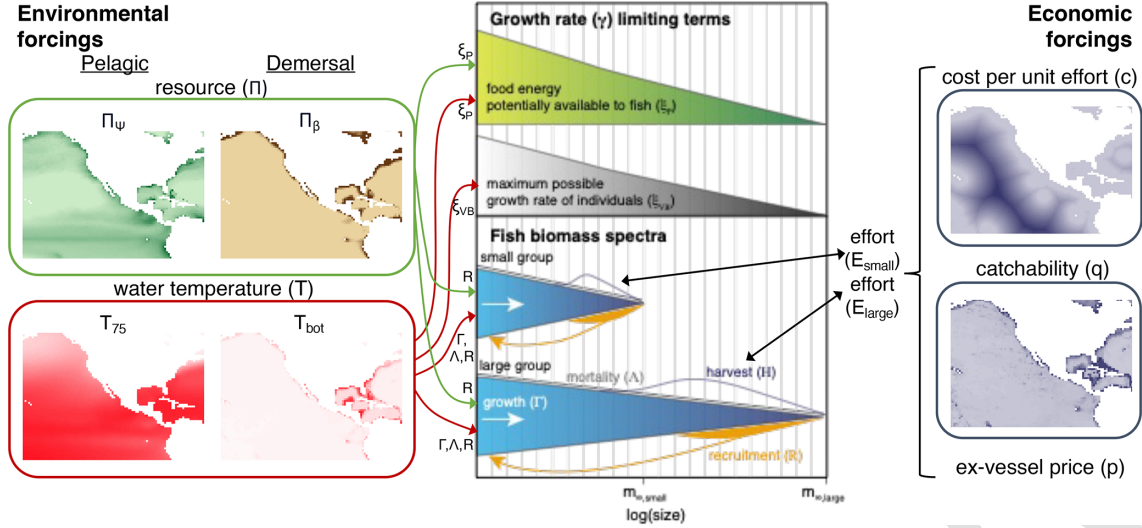 Environmental
forcings
Pelagic
Demersal
resource (Π)
Π_Ψ
Π_β
water temperature (T)
T_75
T_bot
ξ_P
ξ_P
ξ_VB
R
Γ,
Λ,R
R
Γ,Λ,R
Growth rate (γ) limiting terms
food energy
potentially available to fish (ξ_P)
maximum possible
growth rate of individuals (ξ_VB)
Fish biomass spectra
small group
large group
mortality (Λ)
harvest (H)
growth (Γ)
recruitment (R)
m_∞,small
m_∞,large
log(size)
effort
(E_small)
effort
(E_large)
Economic
forcings
cost per unit effort (c)
catchability (q)
ex-vessel price (p)